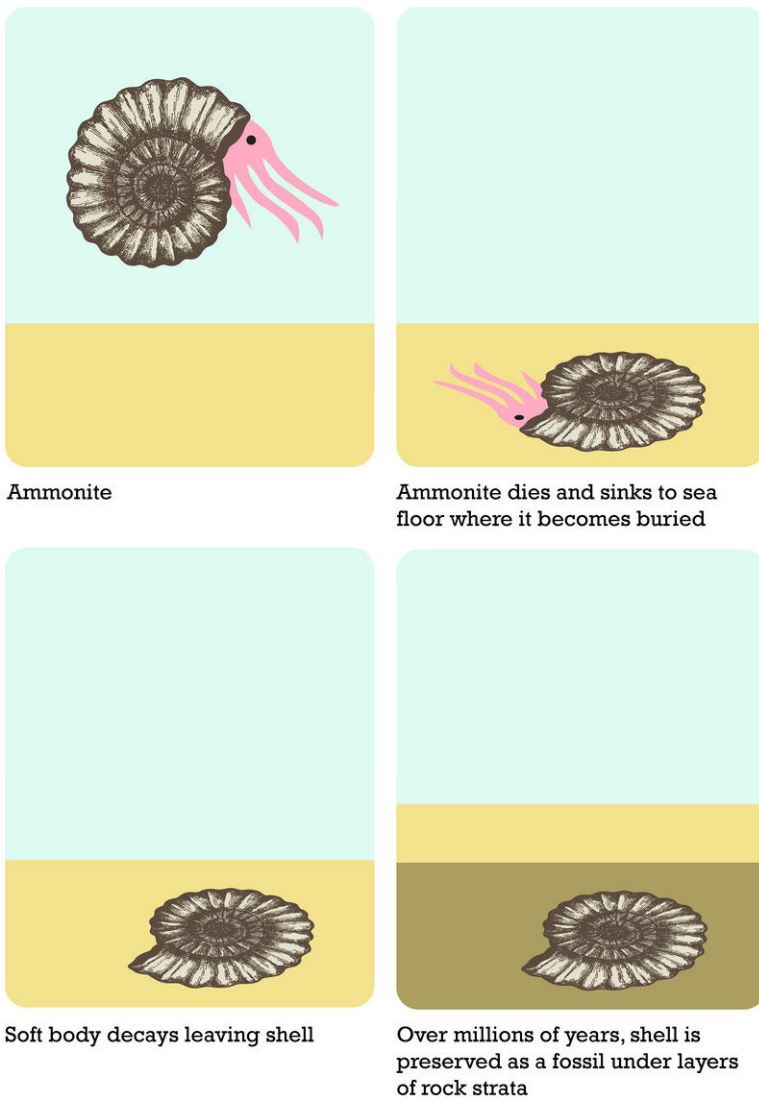 Ammonite
Ammonite dies and sinks to sea
floor where it becomes buried
Soft body decays leaving shell
Over millions of years, shell is
preserved as a fossil under layers
of rock strata